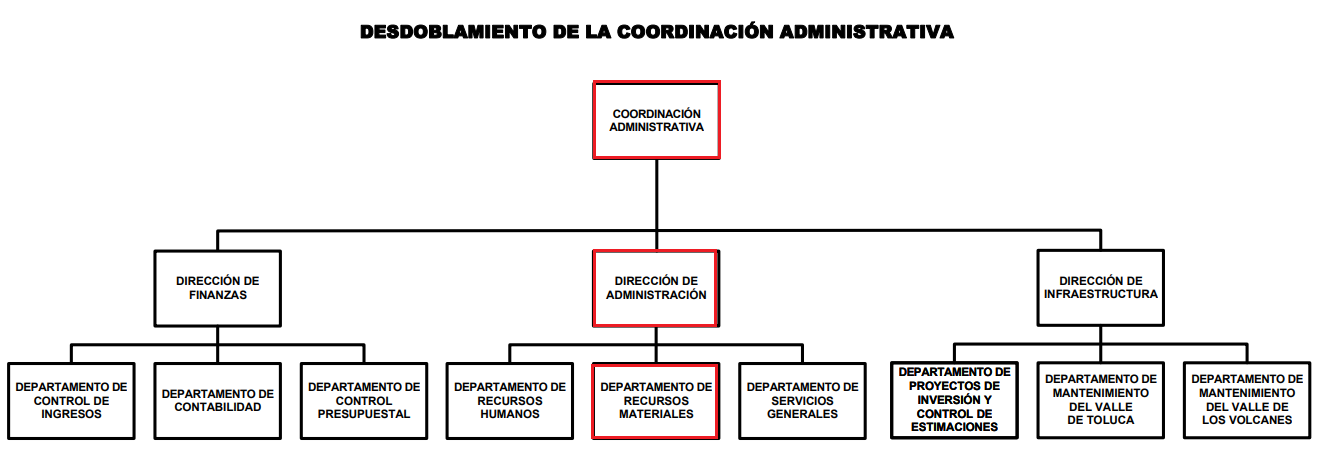 DESDOBLAMIENTO DE LA COORDINACIÓN ADMINISTRATIVA
COORDINACIÓN
ADMINISTRATIVA
DIRECCIÓN DE
FINANZAS
DIRECCIÓN DE
ADMINISTRACIÓN
DIRECCIÓN DE
INFRAESTRUCTURA
DEPARTAMENTO DE
CONTROL DE
INGRESOS
DEPARTAMENTO DE
CONTABILIDAD
DEPARTAMENTO DE
CONTROL
PRESUPUESTAL
DEPARTAMENTO DE
RECURSOS
HUMANOS
DEPARTAMENTO DE
RECURSOS
MATERIALES
DEPARTAMENTO DE
SERVICIOS
GENERALES
DEPARTAMENTO DE
PROYECTOS DE
INVERSIÓN Y
CONTROL DE
ESTIMACIONES
DEPARTAMENTO DE
MANTENIMIENTO
DEL VALLE
DE TOLUCA
DEPARTAMENTO DE
MANTENIMIENTO
DEL VALLE DE
LOS VOLCANES